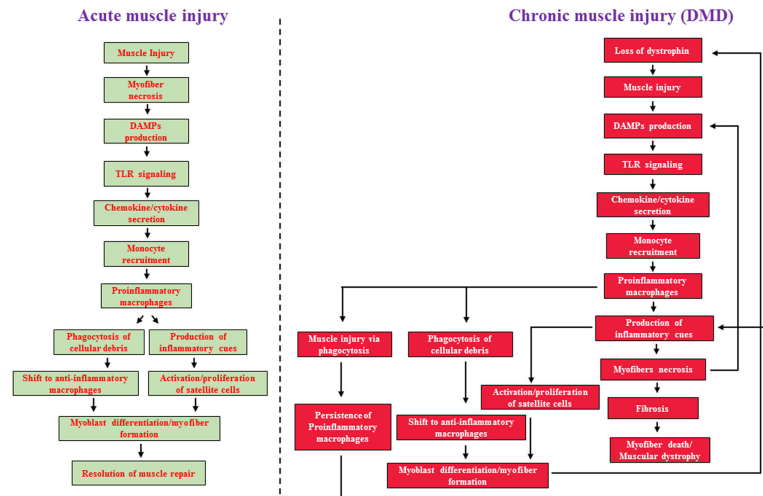 Acute muscle injury
Muscle Injury
Myofiber
necrosis
DAMPs
production
TLR signaling
Chemokine/cytokine
secretion
Monocyte
recruitment
Proinflammatory
macrophages
Phagocytosis of
cellular debris
Production of
inflammatory cues
Shift to anti-inflammatory
macrophages
Activation/proliferation
of satellite cells
Myoblast differentiation/myofiber
formation
Resolution of muscle repair
Chronic muscle injury (DMD)
Loss of dystrophin
Muscle injury
DAMPs production
TLR signaling
Chemokine/cytokine
secretion
Monocyte
recruitment
Proinflammatory
macrophages
Muscle injury via
phagocytosis
Phagocytosis of
cellular debris
Production of
inflammatory cues
Myofibers necrosis
Activation/proliferation
of satellite cells
Persistence of
Proinflammatory
macrophages
Shift to anti-inflammatory
macrophages
Fibrosis
Myofiber death/
Muscular dystrophy
Myoblast differentiation/myofiber
formation